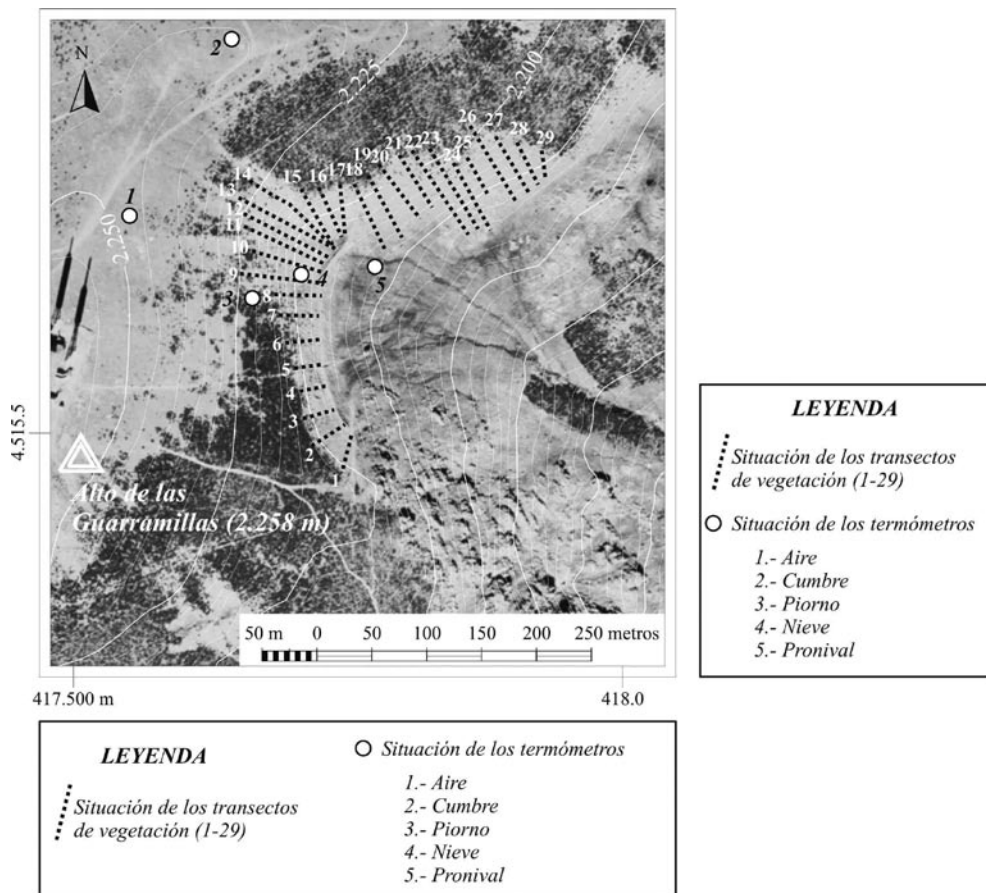 2
N
2.225
2.200
26
27
28
29
21
22
23
25
24
19
20
17
18
16
15
14
13
12
11
10
9
8
7
6
5
4
3
2
1
1
2.250
3
4
5
4.515.5
Alto de las
Guarramillas (2.258 m)
50 m 0 50 100 150 200 250 metros
417.500 m
418.0
LEYENDA
Situación de los transectos
de vegetación (1-29)
Situación de los termómetros
1.- Aire
2.- Cumbre
3.- Piorno
4.- Nieve
5.- Pronival
LEYENDA
Situación de los transectos
de vegetación (1-29)
Situación de los termómetros
1.- Aire
2.- Cumbre
3.- Piorno
4.- Nieve
5.- Pronival